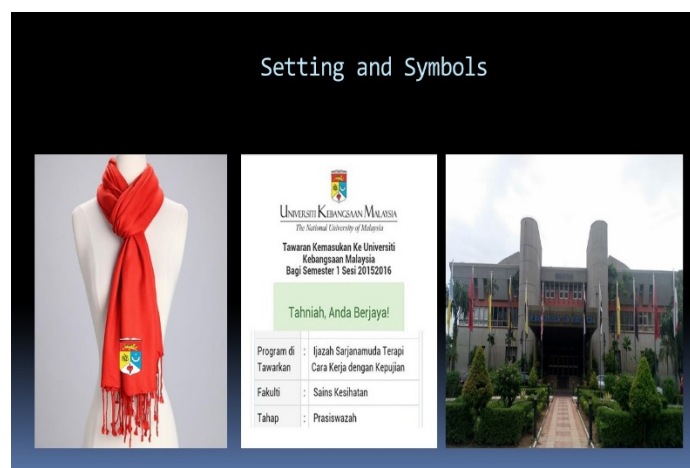 Setting and Symbols
UNIVERSITI KEBANGSAAN MALAYSIA
The National University of Malaysia
Tawaran Kemasukan Ke Universiti
Kebangsaan Malaysia
Bagi Semester 1 Sesi 20152016
Tahniah, Anda Berjaya!
Program di : Ijazah Sarjanamuda Terapi
Tawarkan Cara Kerja dengan Kepujian
Fakulti : Sains Kesihatan
Tahap : Prasiswazah